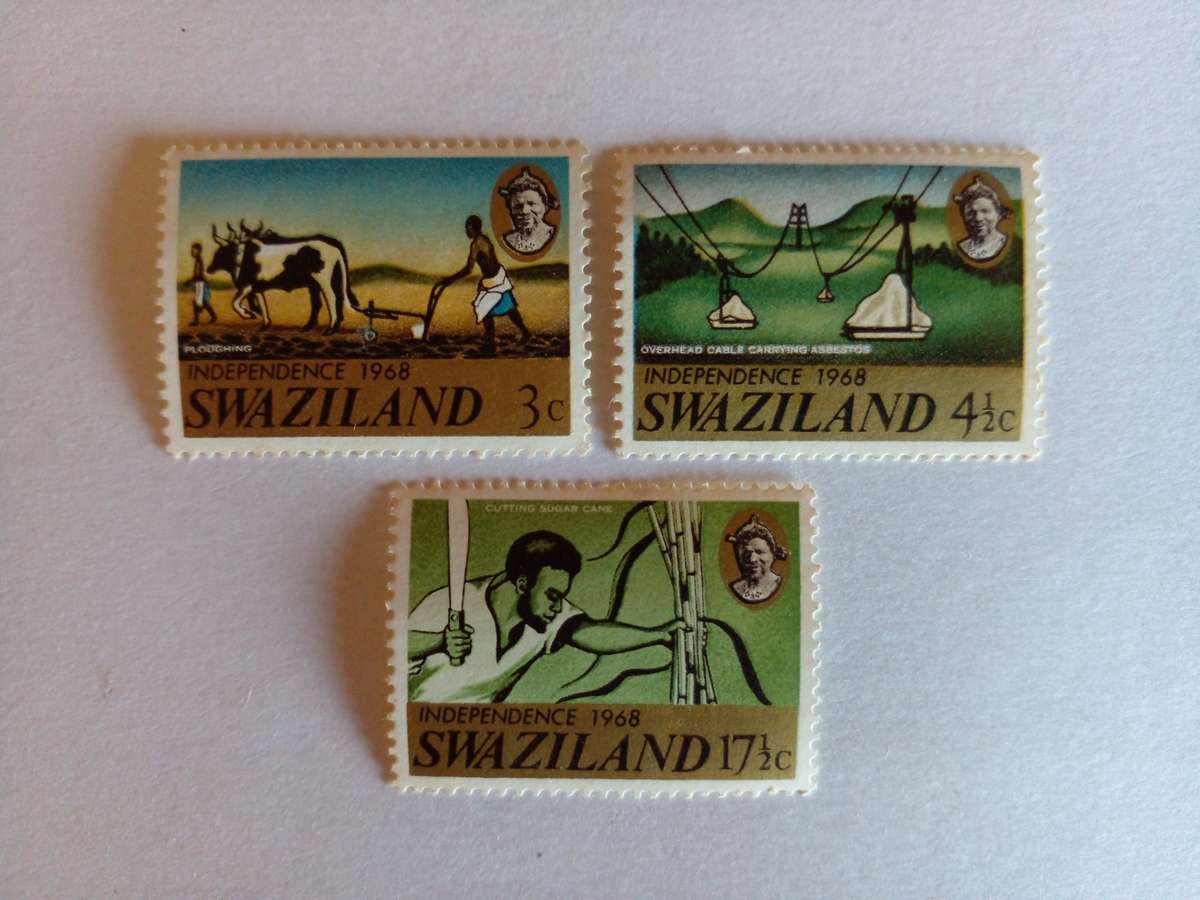 PLOUGHING
INDEPENDENCE 1968
SWAZILAND 3c
OVERHEAD CABLE CARRYING ASBESTOS
INDEPENDENCE 1968
SWAZILAND 4½c
CUTTING SUGAR CANE
INDEPENDENCE 1968
SWAZILAND 17½c